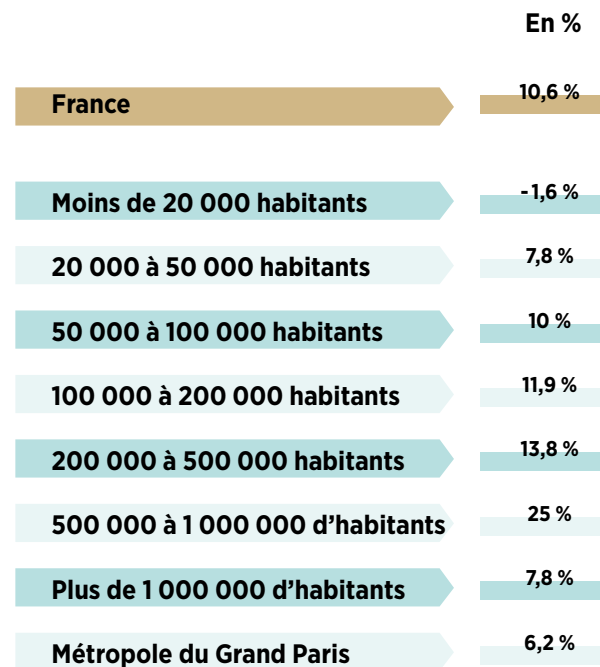 En %
France 10,6 %
Moins de 20 000 habitants -1,6 %
20 000 à 50 000 habitants 7,8 %
50 000 à 100 000 habitants 10 %
100 000 à 200 000 habitants 11,9 %
200 000 à 500 000 habitants 13,8 %
500 000 à 1 000 000 d’habitants 25 %
Plus de 1 000 000 d’habitants 7,8 %
Métropole du Grand Paris 6,2 %